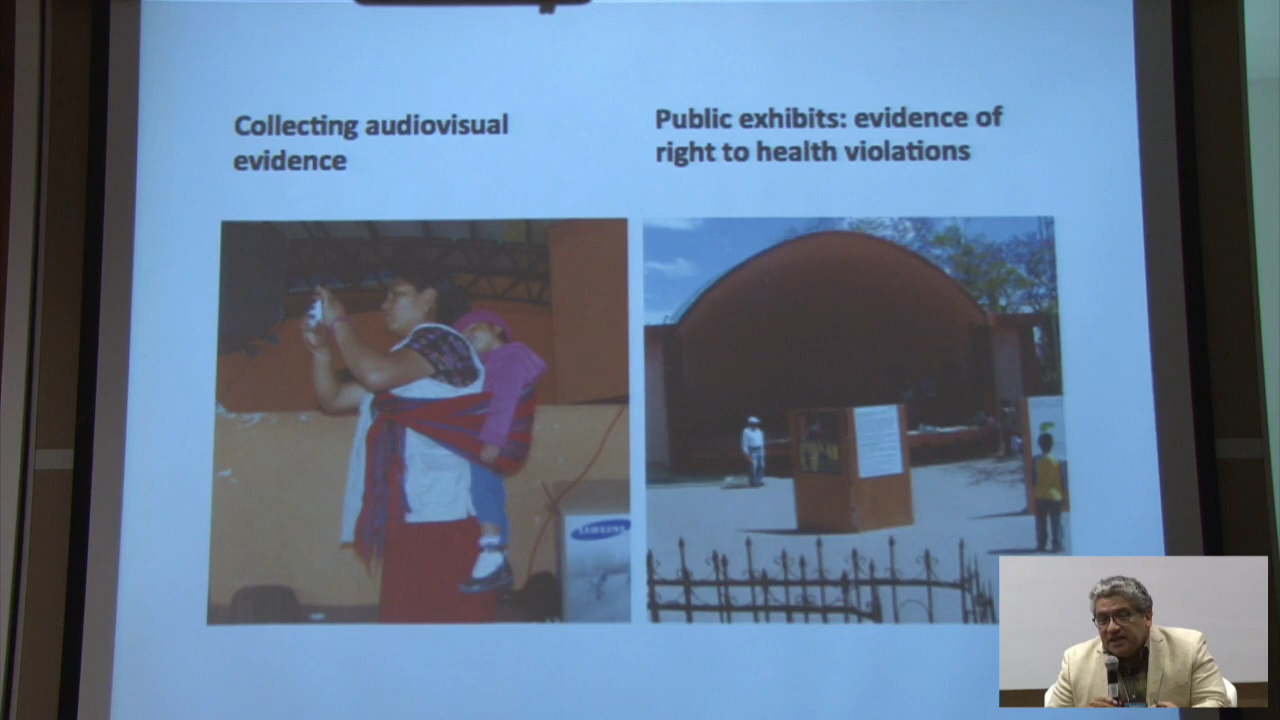 Collecting audiovisual
evidence
Public exhibits: evidence of
right to health violations
SAMSUNG